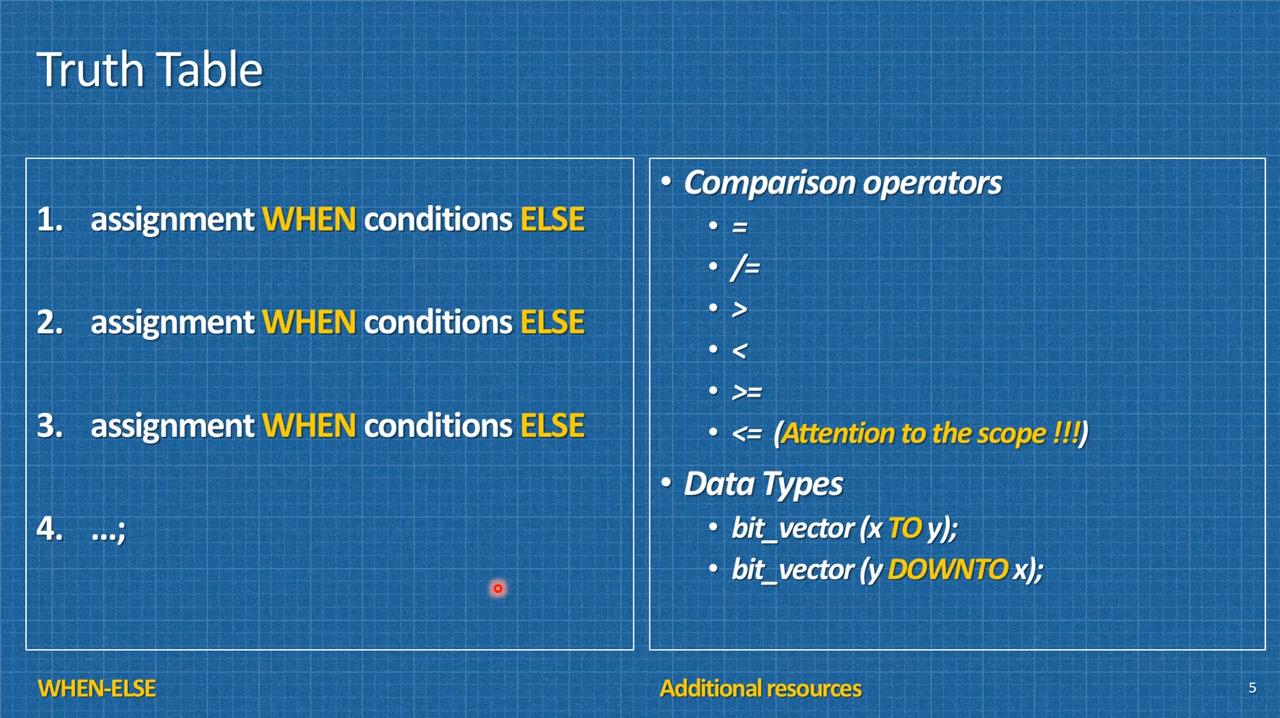 Truth Table
1. assignment WHEN conditions ELSE
2. assignment WHEN conditions ELSE
3. assignment WHEN conditions ELSE
4. ...;
WHEN-ELSE
• Comparison operators
• =
• /=
• >
• <
• >=
• <= (Attention to the scope !!!)
• Data Types
• bit_vector (x TO y);
• bit_vector (y DOWNTO x);
Additional resources
5